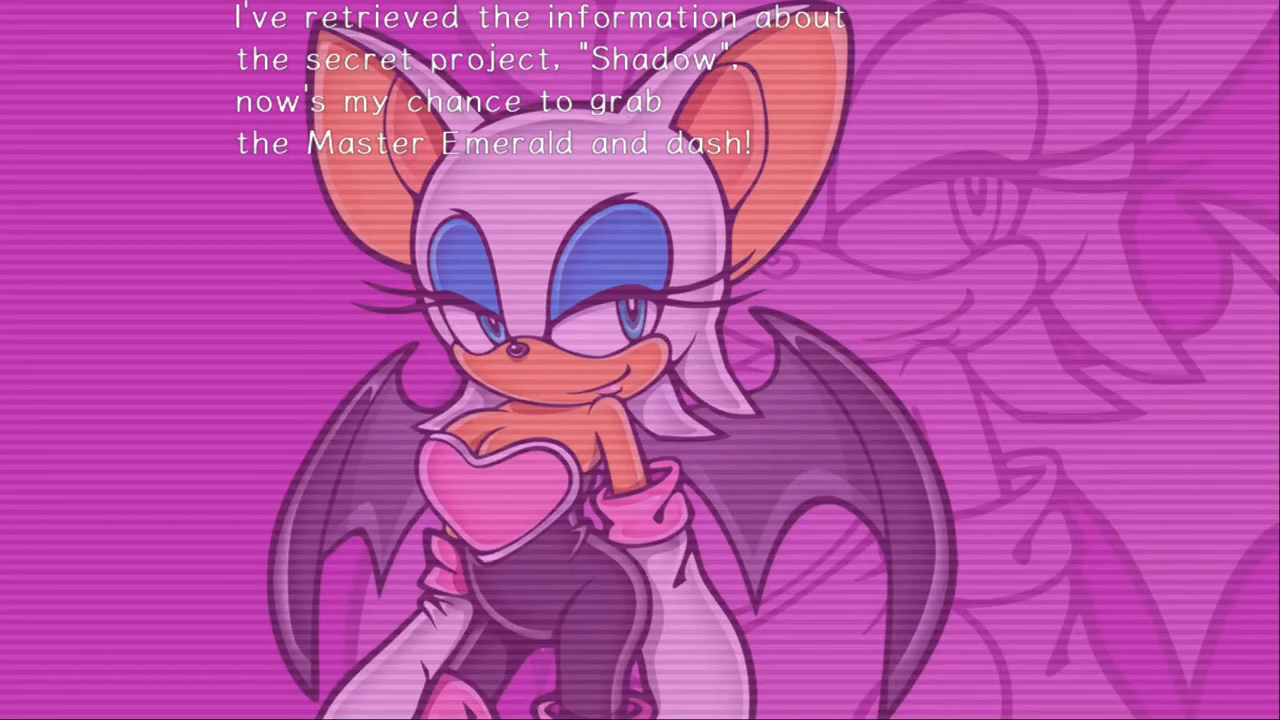 I've retrieved the information about
the secret project, "Shadow",
now's my chance to grab
the Master Emerald and dash!